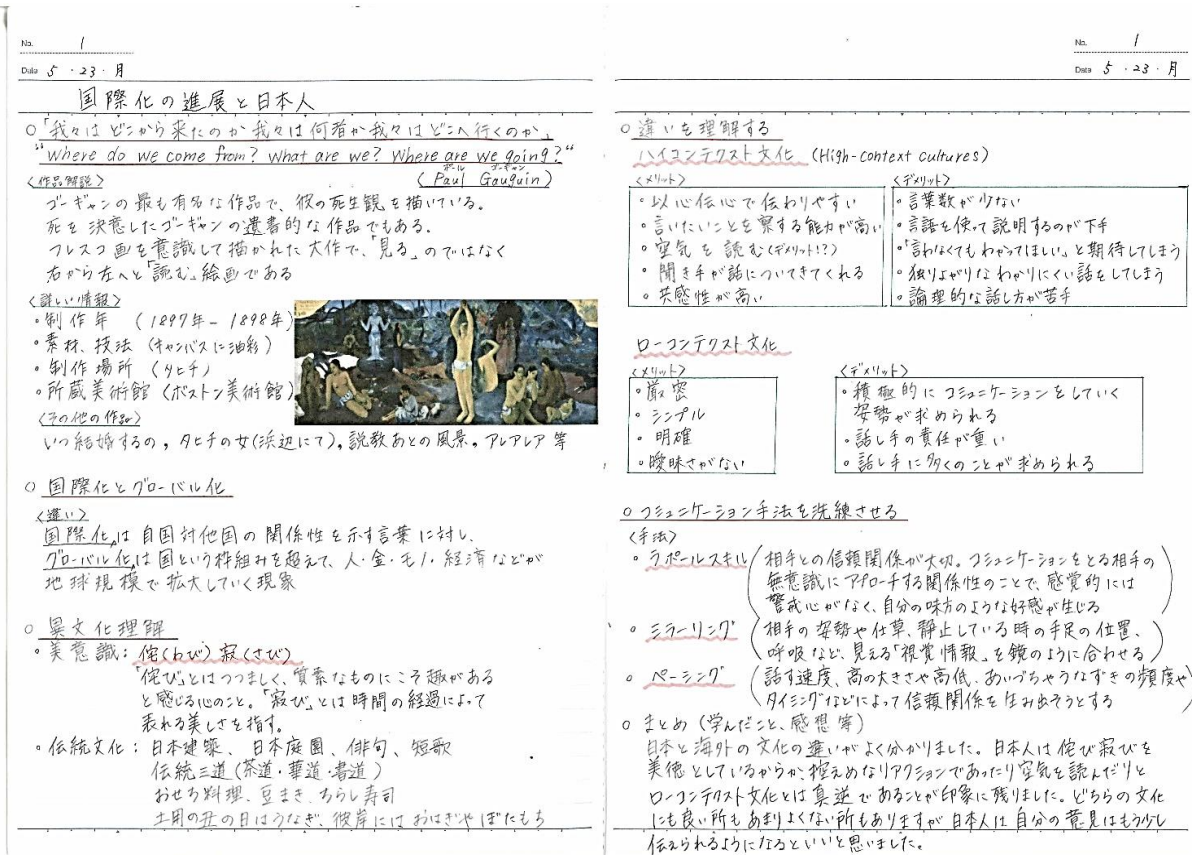 No. 1
Date 5・23・月
国際化の進展と日本人
○「我々はどこから来たのか我々は何者か我々はどこへ行くのか」
"Where do we come from? What are we? Where are we going?"
(Paul Gauguin)
ポール ゴーギャン
〈作品解説〉
ゴーギャンの最も有名な作品で、彼の死生観を描いている。
死を決意したゴーギャンの遺書的な作品でもある。
フレスコ画を意識して描かれた大作で、「見る」のではなく
右から左へと「読む」絵画である
〈詳しい情報〉
・制作年 (1897年-1898年)
・素材、技法 (キャンバスに油彩)
・制作場所 (タヒチ)
・所蔵美術館 (ボストン美術館)
〈その他の作品〉
いつ結婚するの。タヒチの女(浜辺にて)。説教あとの風景。アレアレア 等
○ 国際化とグローバル化
〈違い〉
国際化は自国対他国の関係性を示す言葉に対し、
グローバル化は国という枠組みを超えて、人・金・モノ・経済などが
地球規模で拡大していく現象
○ 異文化理解
・美意識:侘(わび)寂(さび)
「侘び」とはつつましく、質素なものにこそ趣がある
と感じる心のこと。「寂び」とは時間の経過によって
表れる美しさを指す。
・伝統文化:日本建築、日本庭園、俳句、短歌
伝統三道(茶道・華道・書道)
おせち料理、豆まき、ちらし寿司
土用の丑の日はうなぎ、彼岸にはおはぎやぼたもち
No. 1
Date 5・23・月
○ 違いを理解する
ハイコンテクスト文化 (High-context cultures)
〈メリット〉
・以心伝心で伝わりやすい
・言いたいことを察する能力が高い
・空気を読む(デメリット!?)
・聞き手が話についてきてくれる
・共感性が高い
〈デメリット〉
・言葉数が少ない
・言語を使って説明するのが下手
・「言わなくてもわかってほしい」と期待してしまう
・独りよがりなわかりにくい話をしてしまう
・論理的な話し方が苦手
ローコンテクスト文化
〈メリット〉
・厳密
・シンプル
・明確
・曖昧さがない
〈デメリット〉
・積極的にコミュニケーションをしていく
姿勢が求められる
・話し手の責任が重い
・話し手に多くのことが求められる
○ コミュニケーション手法を洗練させる
〈手法〉
・ラポールスキル(相手との信頼関係が大切。コミュニケーションをとる相手の
無意識にアプローチする関係性のことで、感覚的には
警戒心がなく、自分の味方のような好感が生じる)
・ミラーリング(相手の姿勢や仕草、静止している時の手足の位置、
呼吸など、見える「視覚情報」を鏡のように合わせる)
・ペーシング(話す速度、高の大きさや高低、あいづちやうなずきの頻度や
タイミングなどによって信頼関係を生み出そうとする)
○ まとめ (学んだこと、感想等)
日本と海外の文化の違いがよく分かりました。日本人は侘び寂びを
美徳としているからか、控えめなリアクションであったり空気を読んだりと
ローコンテクスト文化とは真逆であることが印象に残りました。どちらの文化
にも良い所もあまりよくない所もありますが日本人は自分の意見はもう少し
伝えられるようになるといいと思いました。